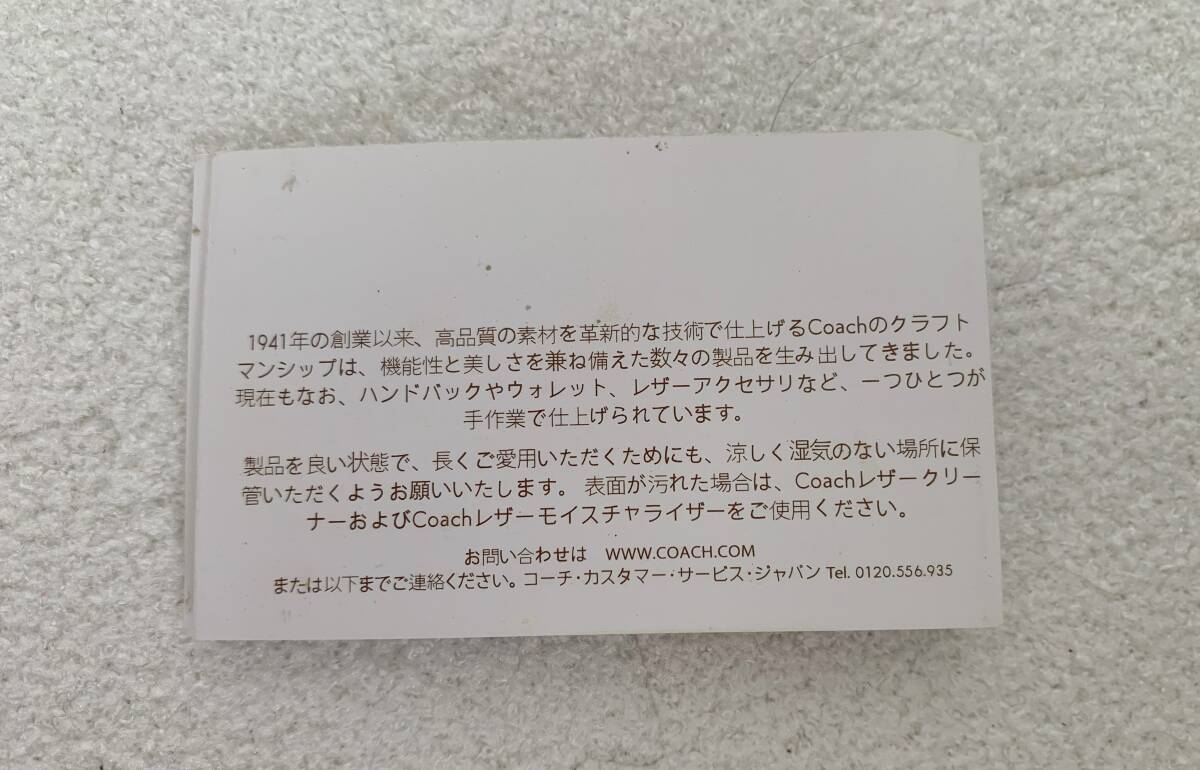 1941年の創業以来、高品質の素材を革新的な技術で仕上げるCoachのクラフト
マンシップは、機能性と美しさを兼ね備えた数々の製品を生み出してきました。
現在もなお、ハンドバックやウォレット、レザーアクセサリなど、一つひとつが
手作業で仕上げられています。
製品を良い状態で、長くご愛用いただくためにも、涼しく湿気のない場所に保
管いただくようお願いいたします。 表面が汚れた場合は、Coachレザークリー
ナーおよびCoachレザーモイスチャライザーをご使用ください。
お問い合わせは WWW.COACH.COM
または以下までご連絡ください。コーチ・カスタマー・サービス・ジャパン Tel. 0120.556.935